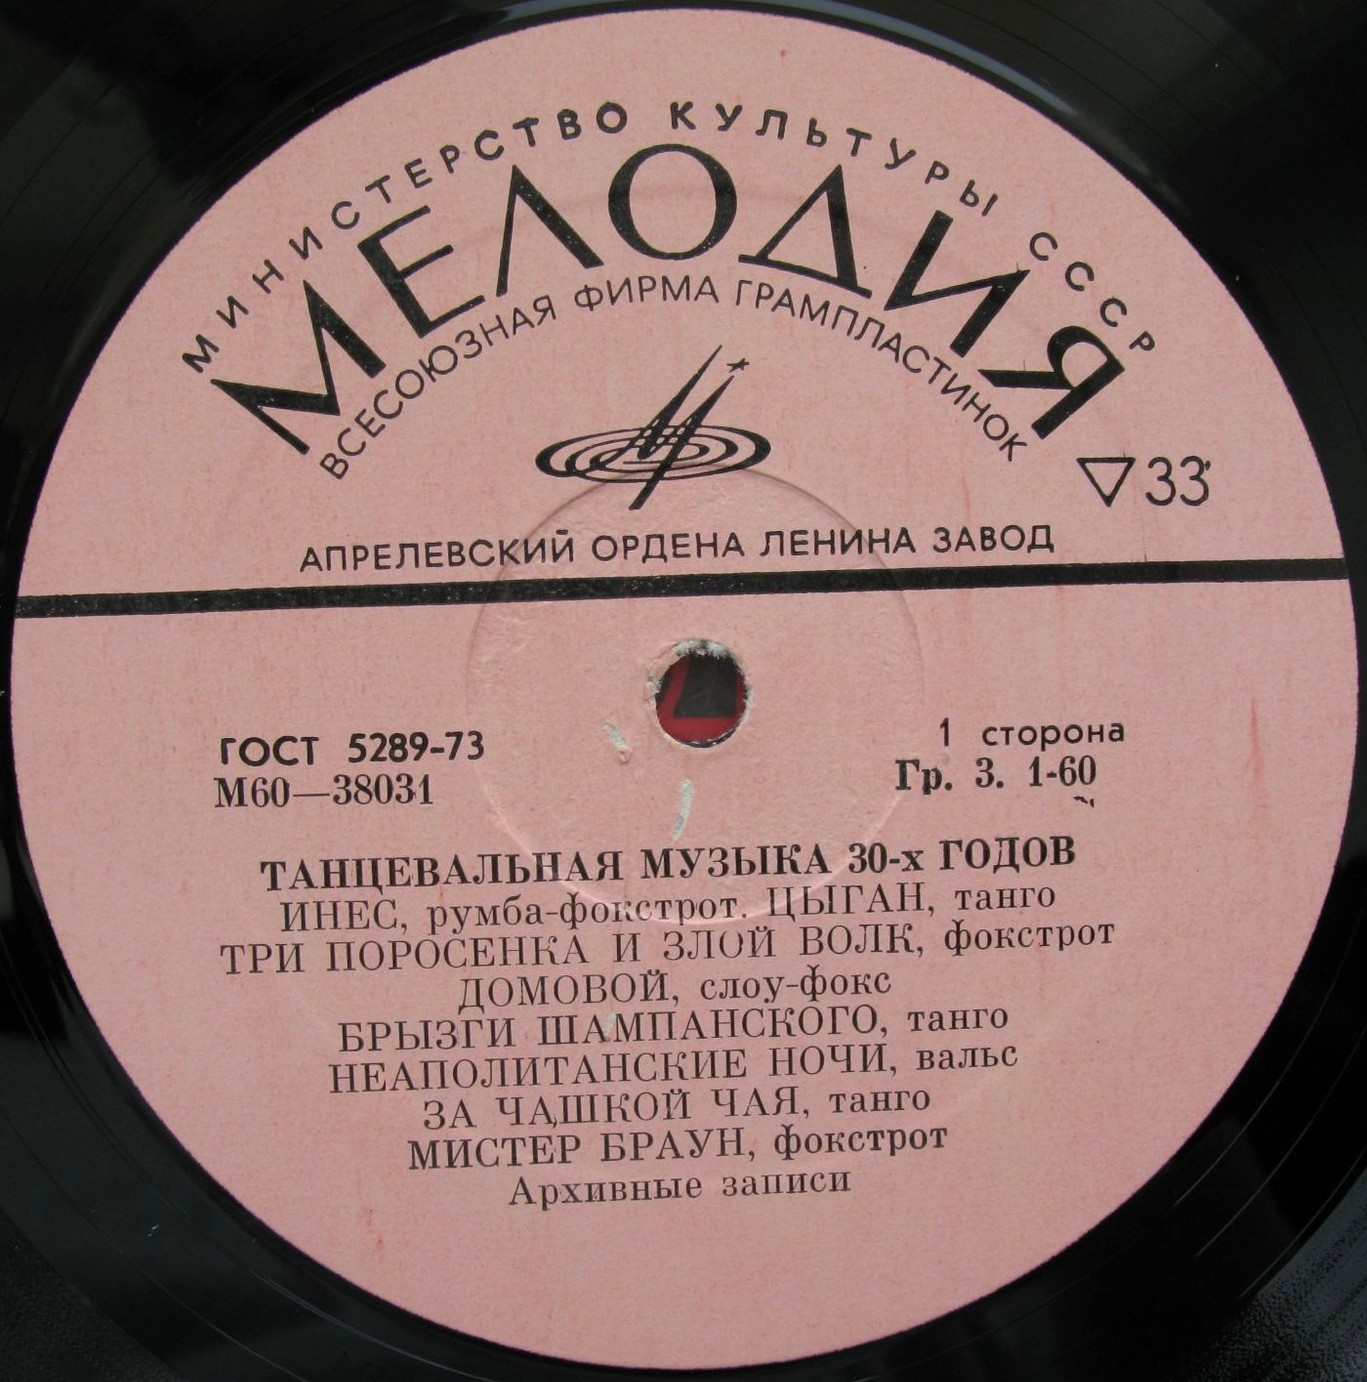 МИНИСТЕРСТВО КУЛЬТУРЫ СССР
МЕЛОДИЯ
ВСЕСОЮЗНАЯ ФИРМА ГРАМПЛАСТИНОК
33
АПРЕЛЕВСКИЙ ОРДЕНА ЛЕНИНА ЗАВОД
ГОСТ 5289-73
М60—38031
1 сторона
Гр. 3. 1-60
ТАНЦЕВАЛЬНАЯ МУЗЫКА 30-х ГОДОВ
ИНЕС, румба-фокстрот. ЦЫГАН, танго
ТРИ ПОРОСЕНКА И ЗЛОЙ ВОЛК, фокстрот
ДОМОВОЙ, слоу-фокс
БРЫЗГИ ШАМПАНСКОГО, танго
НЕАПОЛИТАНСКИЕ НОЧИ, вальс
ЗА ЧАШКОЙ ЧАЯ, танго
МИСТЕР БРАУН, фокстрот
Архивные записи